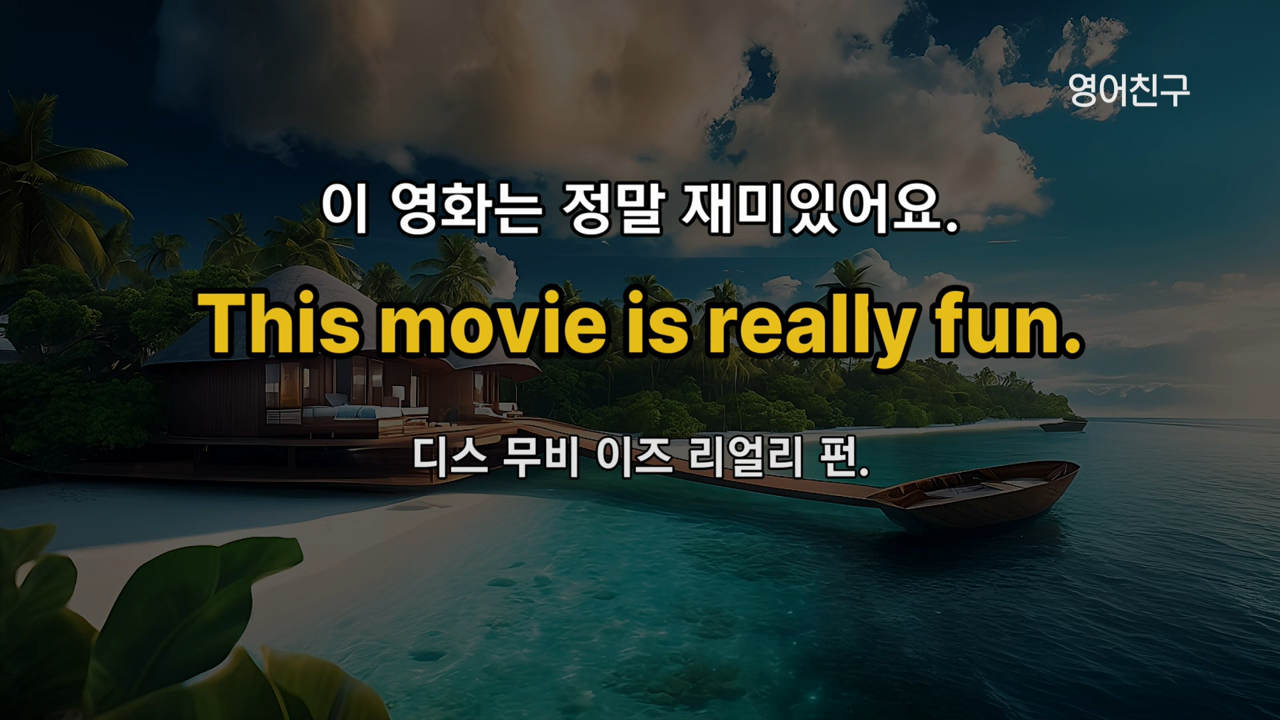 영어친구
이 영화는 정말 재미있어요.
This movie is really fun.
디스 무비 이즈 리얼리 펀.